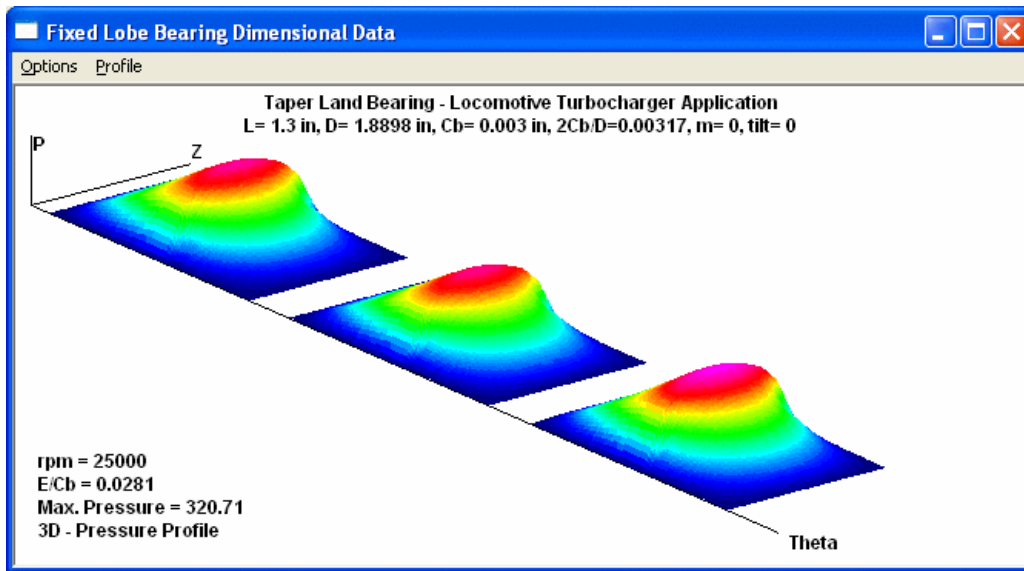 Fixed Lobe Bearing Dimensional Data
Options Profile
Taper Land Bearing - Locomotive Turbocharger Application
L= 1.3 in, D= 1.8898 in, Cb= 0.003 in, 2Cb/D=0.00317, m= 0, tilt= 0
P
Z
rpm = 25000
E/Cb = 0.0281
Max. Pressure = 320.71
3D - Pressure Profile
Theta